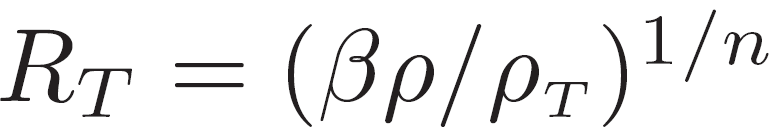 R_T = (βρ/ρ_T)^{1/n}